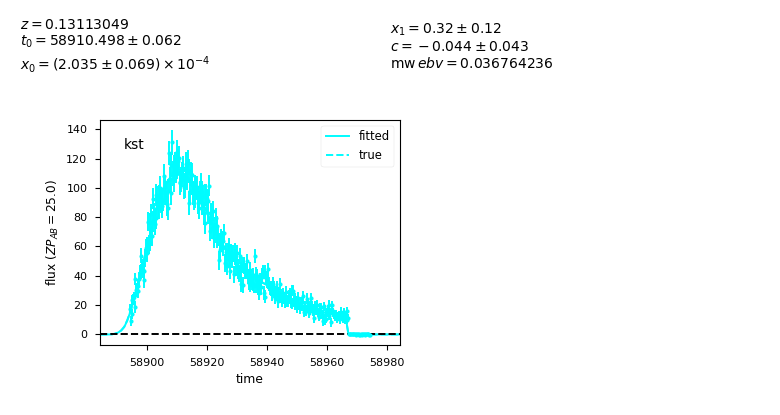 z = 0.13113049
t₀ = 58910.498 ± 0.062
x₀ = (2.035 ± 0.069) × 10⁻⁴
x₁ = 0.32 ± 0.12
c = −0.044 ± 0.043
mw ebv = 0.036764236
kst
fitted
true
140
120
100
80
60
40
20
0
flux (ZP_AB = 25.0)
58900 58920 58940 58960 58980
time